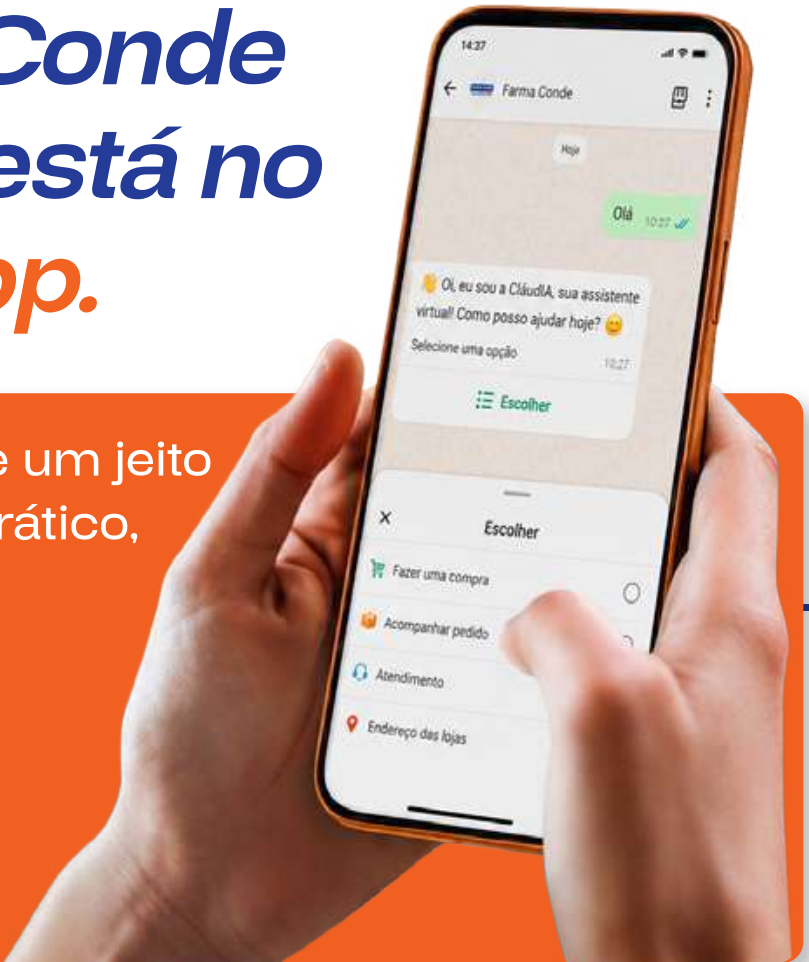 Conde
está no
pp.
e um jeito
rático,
14:37
Farma Conde
Hoje
Olá 10:27
👋 Oi, eu sou a CláudIA, sua assistente
virtual! Como posso ajudar hoje? 😀
Selecione uma opção 10:27
Escolher
Escolher
Fazer uma compra
Acompanhar pedido
Atendimento
Endereço das lojas